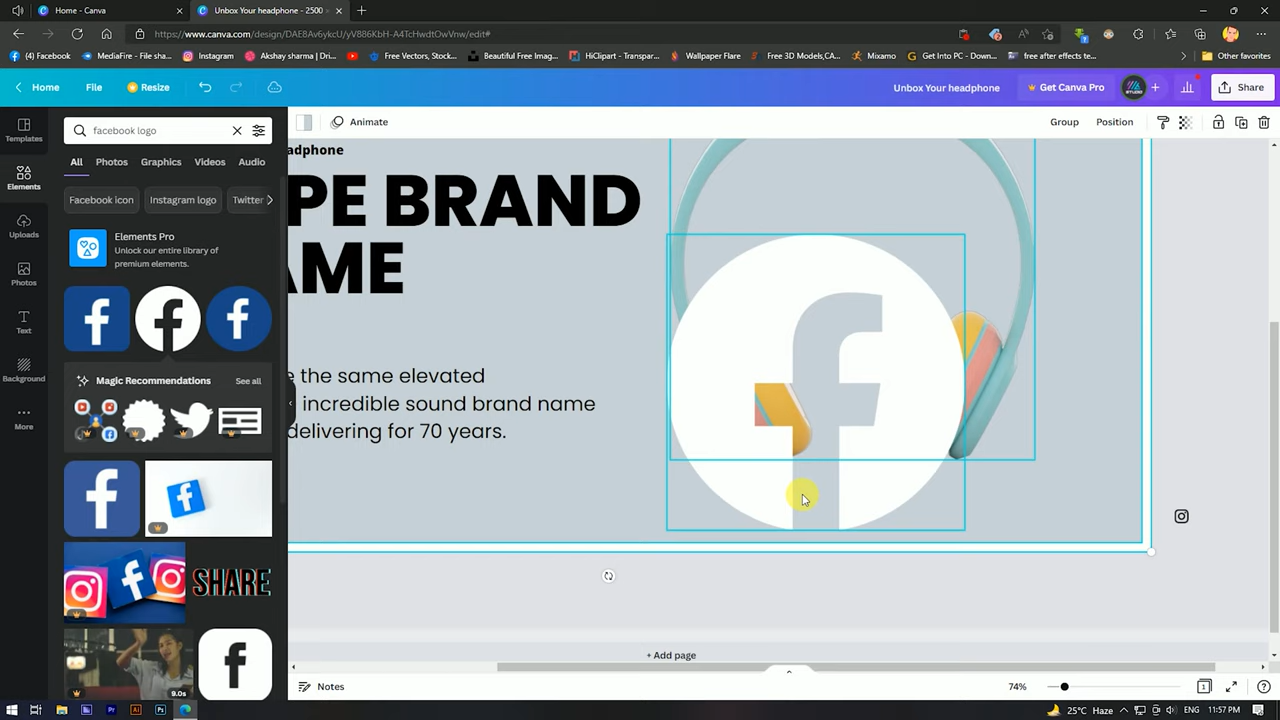 Home - Canva
Unbox Your headphone - 2500
https://www.canva.com/design/DAE8Av6ykcU/yV886KbH-A4TcHwdtOwVnw/edit#
(4) Facebook
MediaFire - File sha...
Instagram
Akshay sharma | Dri...
Free Vectors, Stock...
Beautiful Free Imag...
HiClipart - Transpar...
Wallpaper Flare
Free 3D Models,CA...
Mixamo
Get Into PC - Down...
free after effects te...
Other favorites
Home
File
Resize
Unbox Your headphone
Get Canva Pro
Share
Templates
Elements
Uploads
Photos
Text
Background
More
facebook logo
All
Photos
Graphics
Videos
Audio
Facebook icon
Instagram logo
Twitter
Elements Pro
Unlock our entire library of
premium elements.
Magic Recommendations
See all
SHARE
9.0s
Animate
Group
Position
adphone
PE BRAND
AME
e the same elevated
incredible sound brand name
delivering for 70 years.
+ Add page
Notes
74%
1
25°C Haze
ENG
11:57 PM